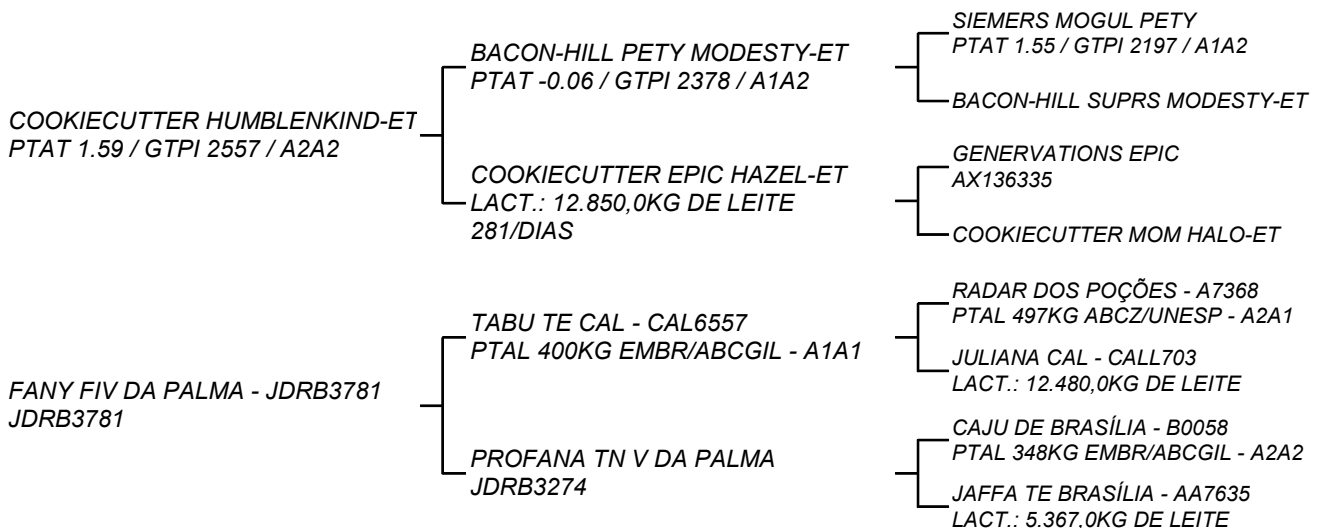 COOKIECUTTER HUMBLENKIND-ET
PTAT 1.59 / GTPI 2557 / A2A2
BACON-HILL PETY MODESTY-ET
PTAT -0.06 / GTPI 2378 / A1A2
SIEMERS MOGUL PETY
PTAT 1.55 / GTPI 2197 / A1A2
BACON-HILL SUPRS MODESTY-ET
COOKIECUTTER EPIC HAZEL-ET
LACT.: 12.850,0KG DE LEITE
281/DIAS
GENERVATIONS EPIC
AX136335
COOKIECUTTER MOM HALO-ET
FANY FIV DA PALMA - JDRB3781
JDRB3781
TABU TE CAL - CAL6557
PTAL 400KG EMBR/ABCGIL - A1A1
RADAR DOS POÇÕES - A7368
PTAL 497KG ABCZ/UNESP - A2A1
JULIANA CAL - CALL703
LACT.: 12.480,0KG DE LEITE
PROFANA TN V DA PALMA
JDRB3274
CAJU DE BRASÍLIA - B0058
PTAL 348KG EMBR/ABCGIL - A2A2
JAFFA TE BRASÍLIA - AA7635
LACT.: 5.367,0KG DE LEITE